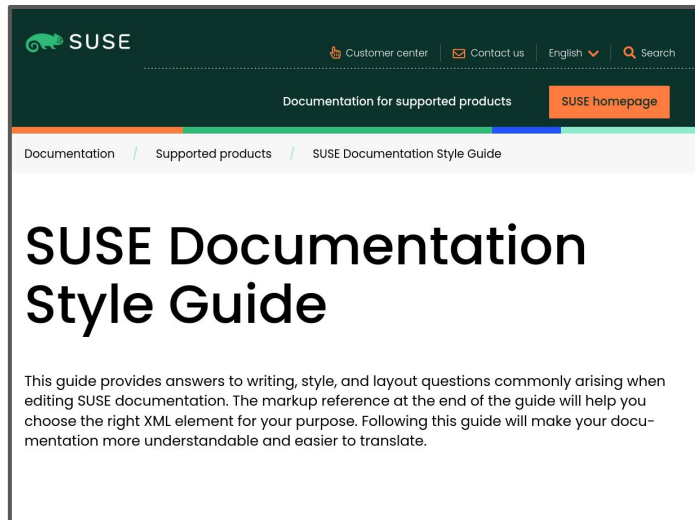 SUSE
Customer center
Contact us
English
Search
Documentation for supported products
SUSE homepage
Documentation / Supported products / SUSE Documentation Style Guide
SUSE Documentation
Style Guide
This guide provides answers to writing, style, and layout questions commonly arising when
editing SUSE documentation. The markup reference at the end of the guide will help you
choose the right XML element for your purpose. Following this guide will make your docu-
mentation more understandable and easier to translate.